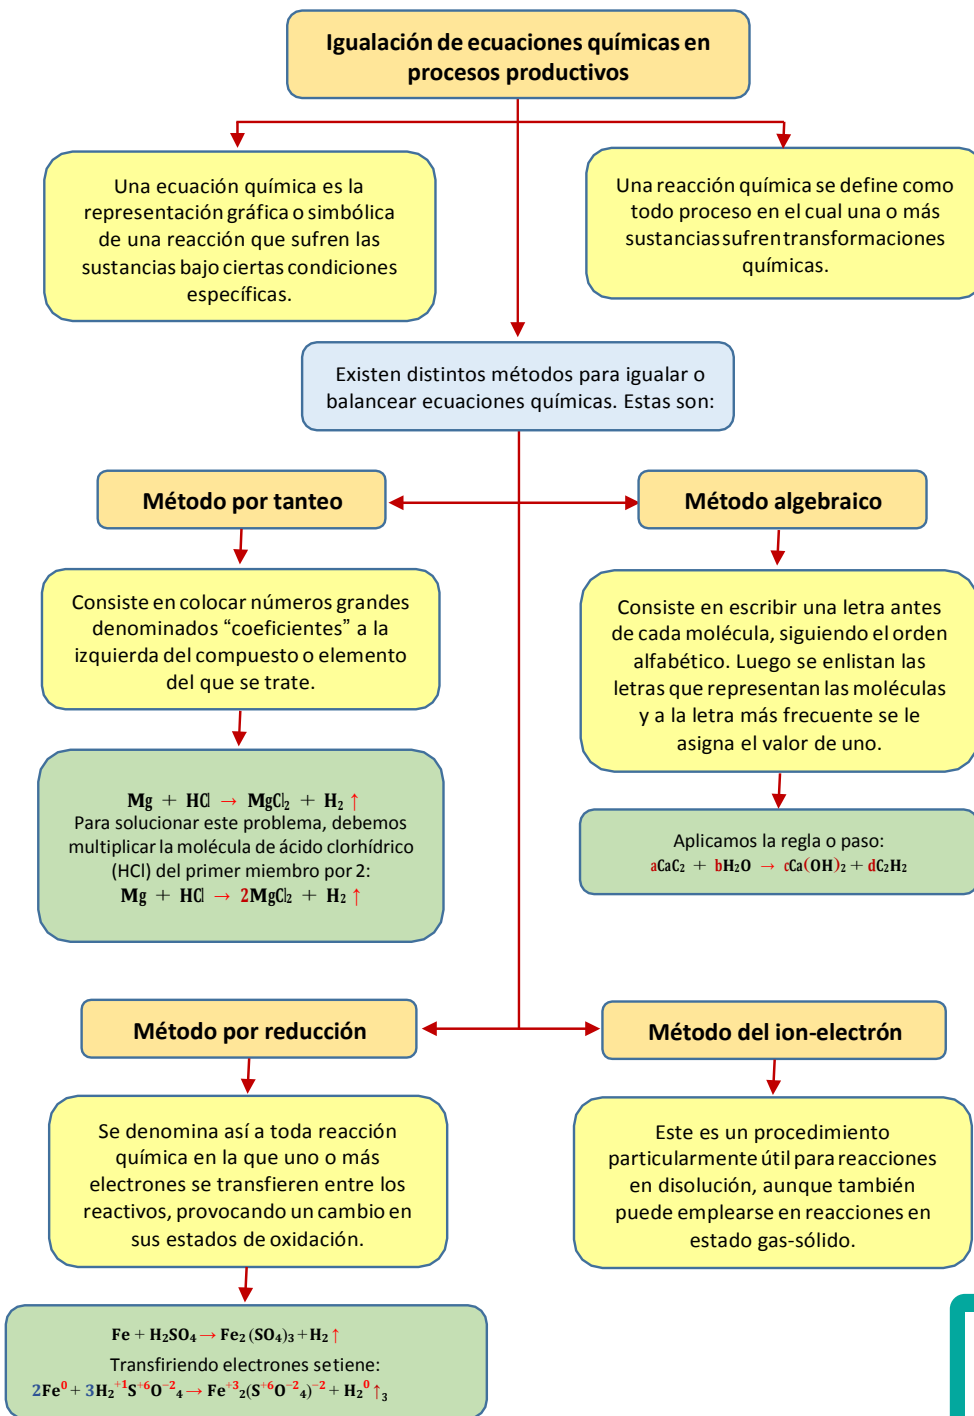 Igualación de ecuaciones químicas en
procesos productivos
Una ecuación química es la
representación gráfica o simbólica
de una reacción que sufren las
sustancias bajo ciertas condiciones
específicas.
Una reacción química se define como
todo proceso en el cual una o más
sustancias sufren transformaciones
químicas.
Existen distintos métodos para igualar o
balancear ecuaciones químicas. Estas son:
Método por tanteo
Método algebraico
Consiste en colocar números grandes
denominados “coeficientes” a la
izquierda del compuesto o elemento
del que se trate.
Consiste en escribir una letra antes
de cada molécula, siguiendo el orden
alfabético. Luego se enlistan las
letras que representan las moléculas
y a la letra más frecuente se le
asigna el valor de uno.
Mg + HCl → MgCl₂ + H₂ ↑
Para solucionar este problema, debemos
multiplicar la molécula de ácido clorhídrico
(HCl) del primer miembro por 2:
Mg + HCl → 2MgCl₂ + H₂ ↑
Aplicamos la regla o paso:
aCaC₂ + bH₂O → cCa(OH)₂ + dC₂H₂
Método por reducción
Método del ion-electrón
Se denomina así a toda reacción
química en la que uno o más
electrones se transfieren entre los
reactivos, provocando un cambio en
sus estados de oxidación.
Este es un procedimiento
particularmente útil para reacciones
en disolución, aunque también
puede emplearse en reacciones en
estado gas-sólido.
Fe + H₂SO₄ → Fe₂ (SO₄)₃ + H₂ ↑
Transfiriendo electrones setiene:
2Fe⁰ + 3H₂⁺¹S⁺⁶O⁻²₄ → Fe⁺³₂(S⁺⁶O⁻²₄)⁻² + H₂⁰ ↑₃